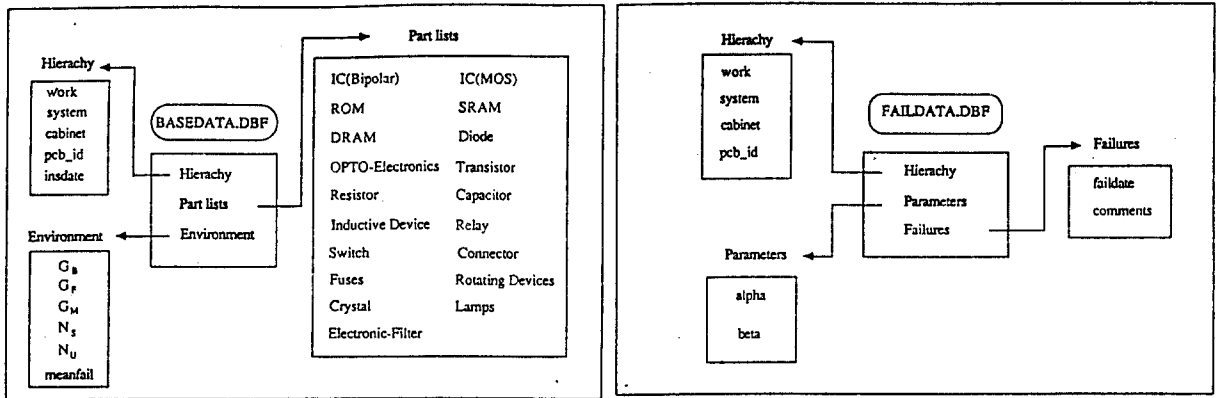 Part lists
Hierachy
work
system
cabinet
pcb_id
insdate
BASEDATA.DBF
Hierachy
Part lists
Environment
Environment
G_B
G_F
G_M
N_S
N_U
meanfail
IC(Bipolar) IC(MOS)
ROM SRAM
DRAM Diode
OPTO-Electronics Transistor
Resistor Capacitor
Inductive Device Relay
Switch Connector
Fuses Rotating Devices
Crystal Lamps
Electronic-Filter
Hierachy
work
system
cabinet
pcb_id
FAILDATA.DBF
Hierachy
Parameters
Failures
Failures
faildate
comments
Parameters
alpha
beta